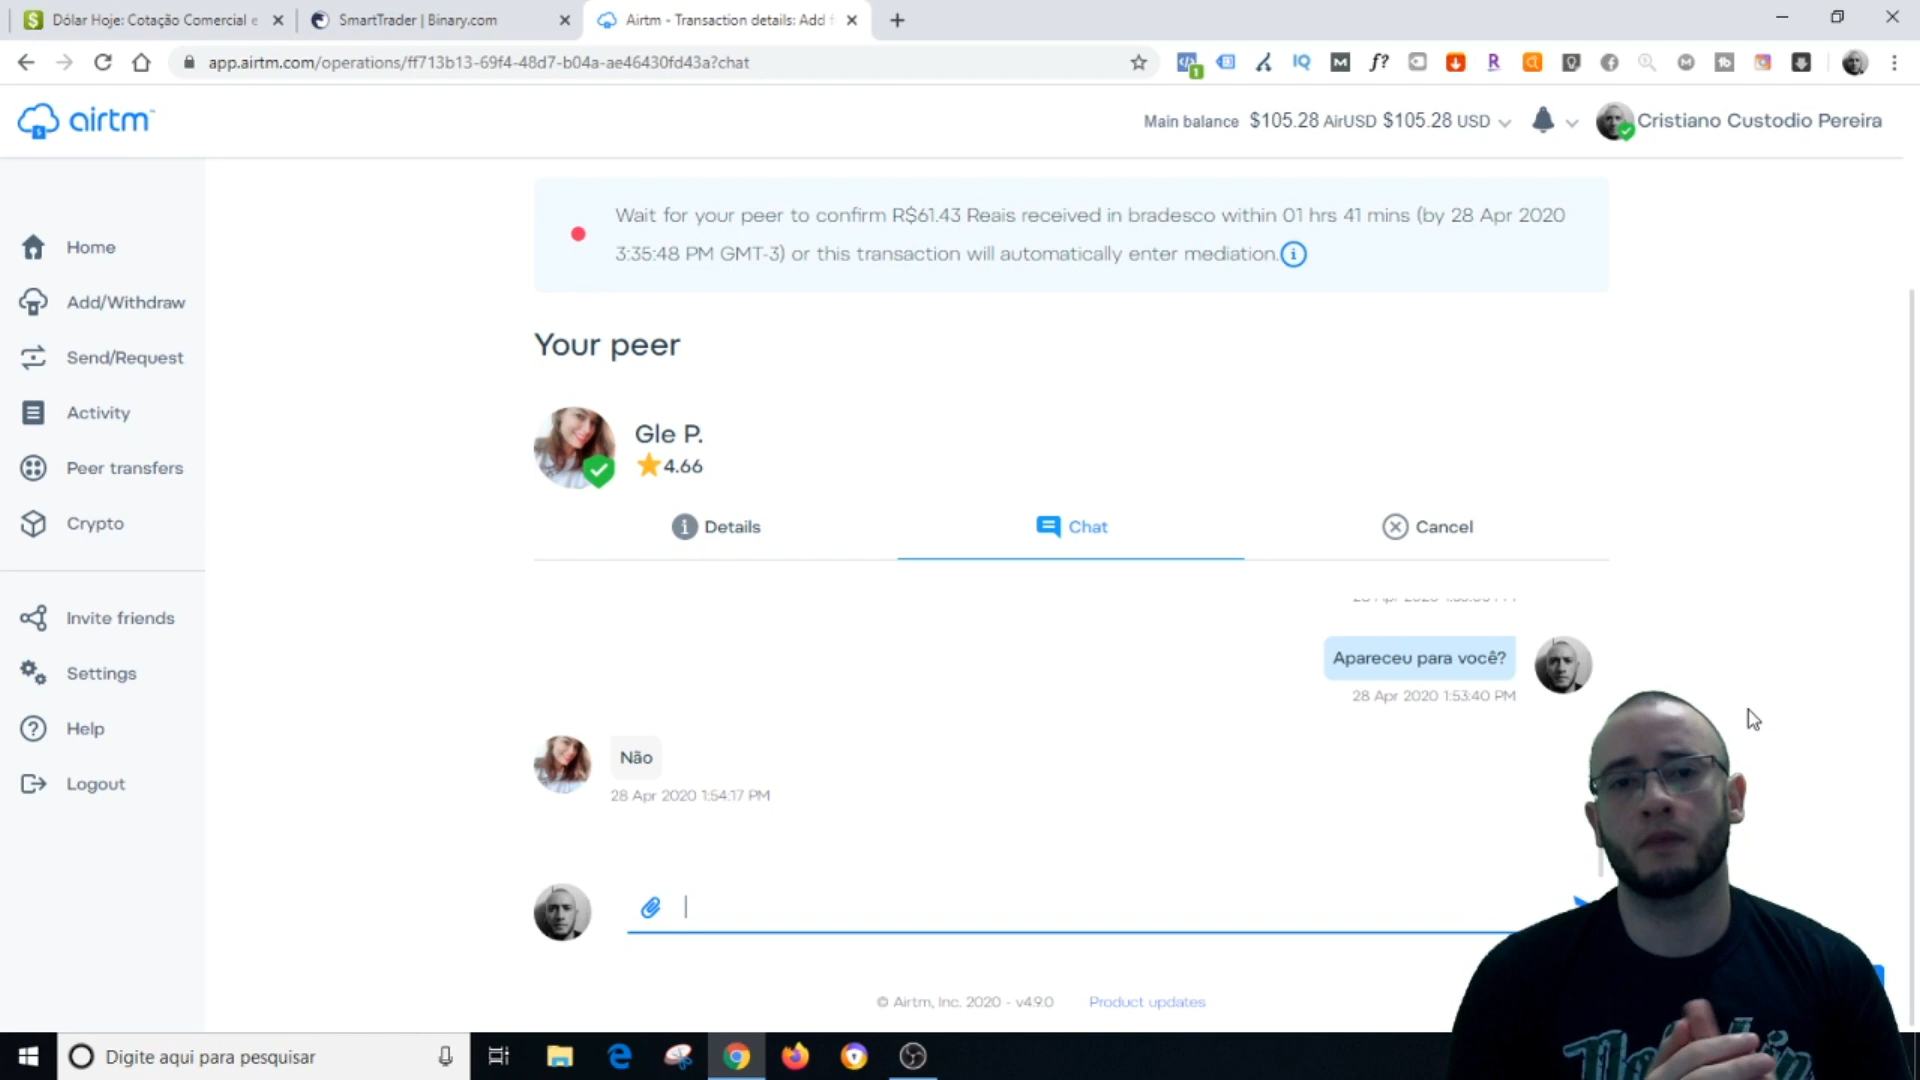 Dólar Hoje: Cotação Comercial e
SmartTrader | Binary.com
Airtm - Transaction details: Add f
app.airtm.com/operations/ff713b13-69f4-48d7-b04a-ae46430fd43a?chat
airtm
Main balance $105.28 AirUSD $105.28 USD
Cristiano Custodio Pereira
Home
Add/Withdraw
Send/Request
Activity
Peer transfers
Crypto
Invite friends
Settings
Help
Logout
Wait for your peer to confirm R$61.43 Reais received in bradesco within 01 hrs 41 mins (by 28 Apr 2020
3:35:48 PM GMT-3) or this transaction will automatically enter mediation.
Your peer
Gle P.
4.66
Details
Chat
Cancel
Apareceu para você?
28 Apr 2020 1:53:40 PM
Não
28 Apr 2020 1:54:17 PM
© Airtm, Inc. 2020 - v4.9.0
Product updates
Digite aqui para pesquisar